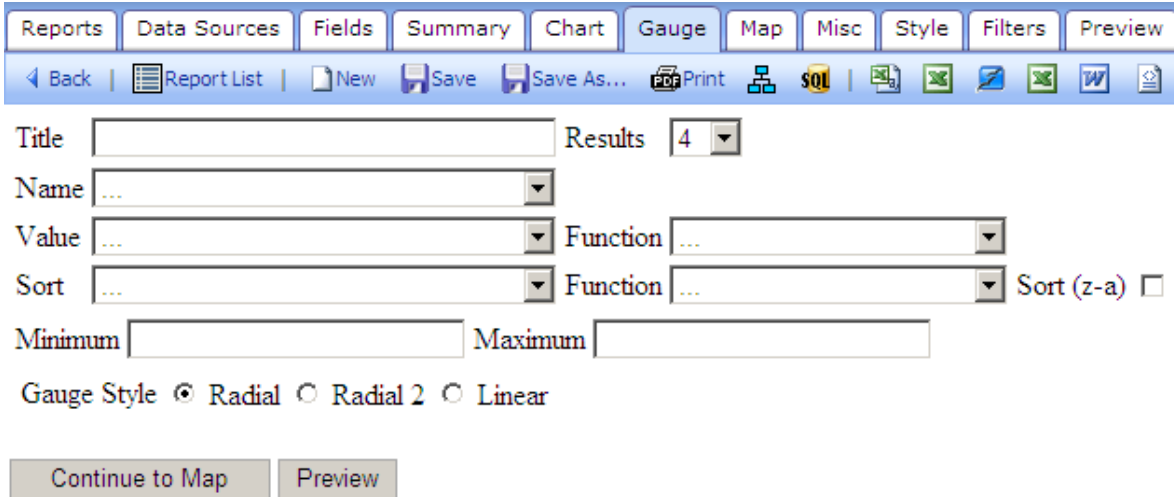 Reports Data Sources Fields Summary Chart Gauge Map Misc Style Filters Preview
Back | Report List | New Save Save As... PDF Print SQL |
Title Results 4
Name ...
Value ... Function ...
Sort ... Function ... Sort (z-a)
Minimum Maximum
Gauge Style Radial Radial 2 Linear
Continue to Map Preview